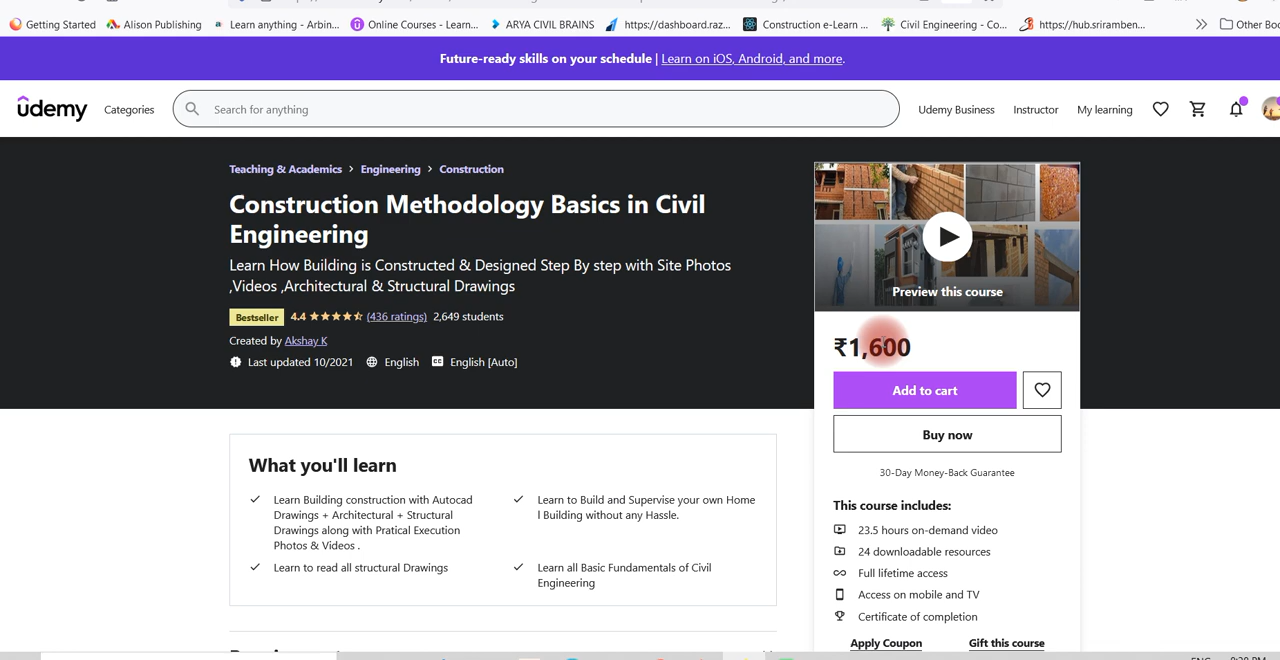 Getting Started Alison Publishing Learn anything - Arbin... Online Courses - Learn... ARYA CIVIL BRAINS https://dashboard.raz... Construction e-Learn ... Civil Engineering - Co... https://hub.sriramben... Other Boo
Future-ready skills on your schedule | Learn on iOS, Android, and more.
ûdemy Categories Search for anything Udemy Business Instructor My learning
Teaching & Academics > Engineering > Construction
Construction Methodology Basics in Civil
Engineering
Learn How Building is Constructed & Designed Step By step with Site Photos
,Videos ,Architectural & Structural Drawings
Bestseller 4.4 (436 ratings) 2,649 students
Created by Akshay K
Last updated 10/2021 English CC English [Auto]
Preview this course
₹1,600
Add to cart
Buy now
30-Day Money-Back Guarantee
This course includes:
23.5 hours on-demand video
24 downloadable resources
Full lifetime access
Access on mobile and TV
Certificate of completion
Apply Coupon Gift this course
What you'll learn
Learn Building construction with Autocad
Drawings + Architectural + Structural
Drawings along with Pratical Execution
Photos & Videos .
Learn to Build and Supervise your own Home
l Building without any Hassle.
Learn to read all structural Drawings
Learn all Basic Fundamentals of Civil
Engineering